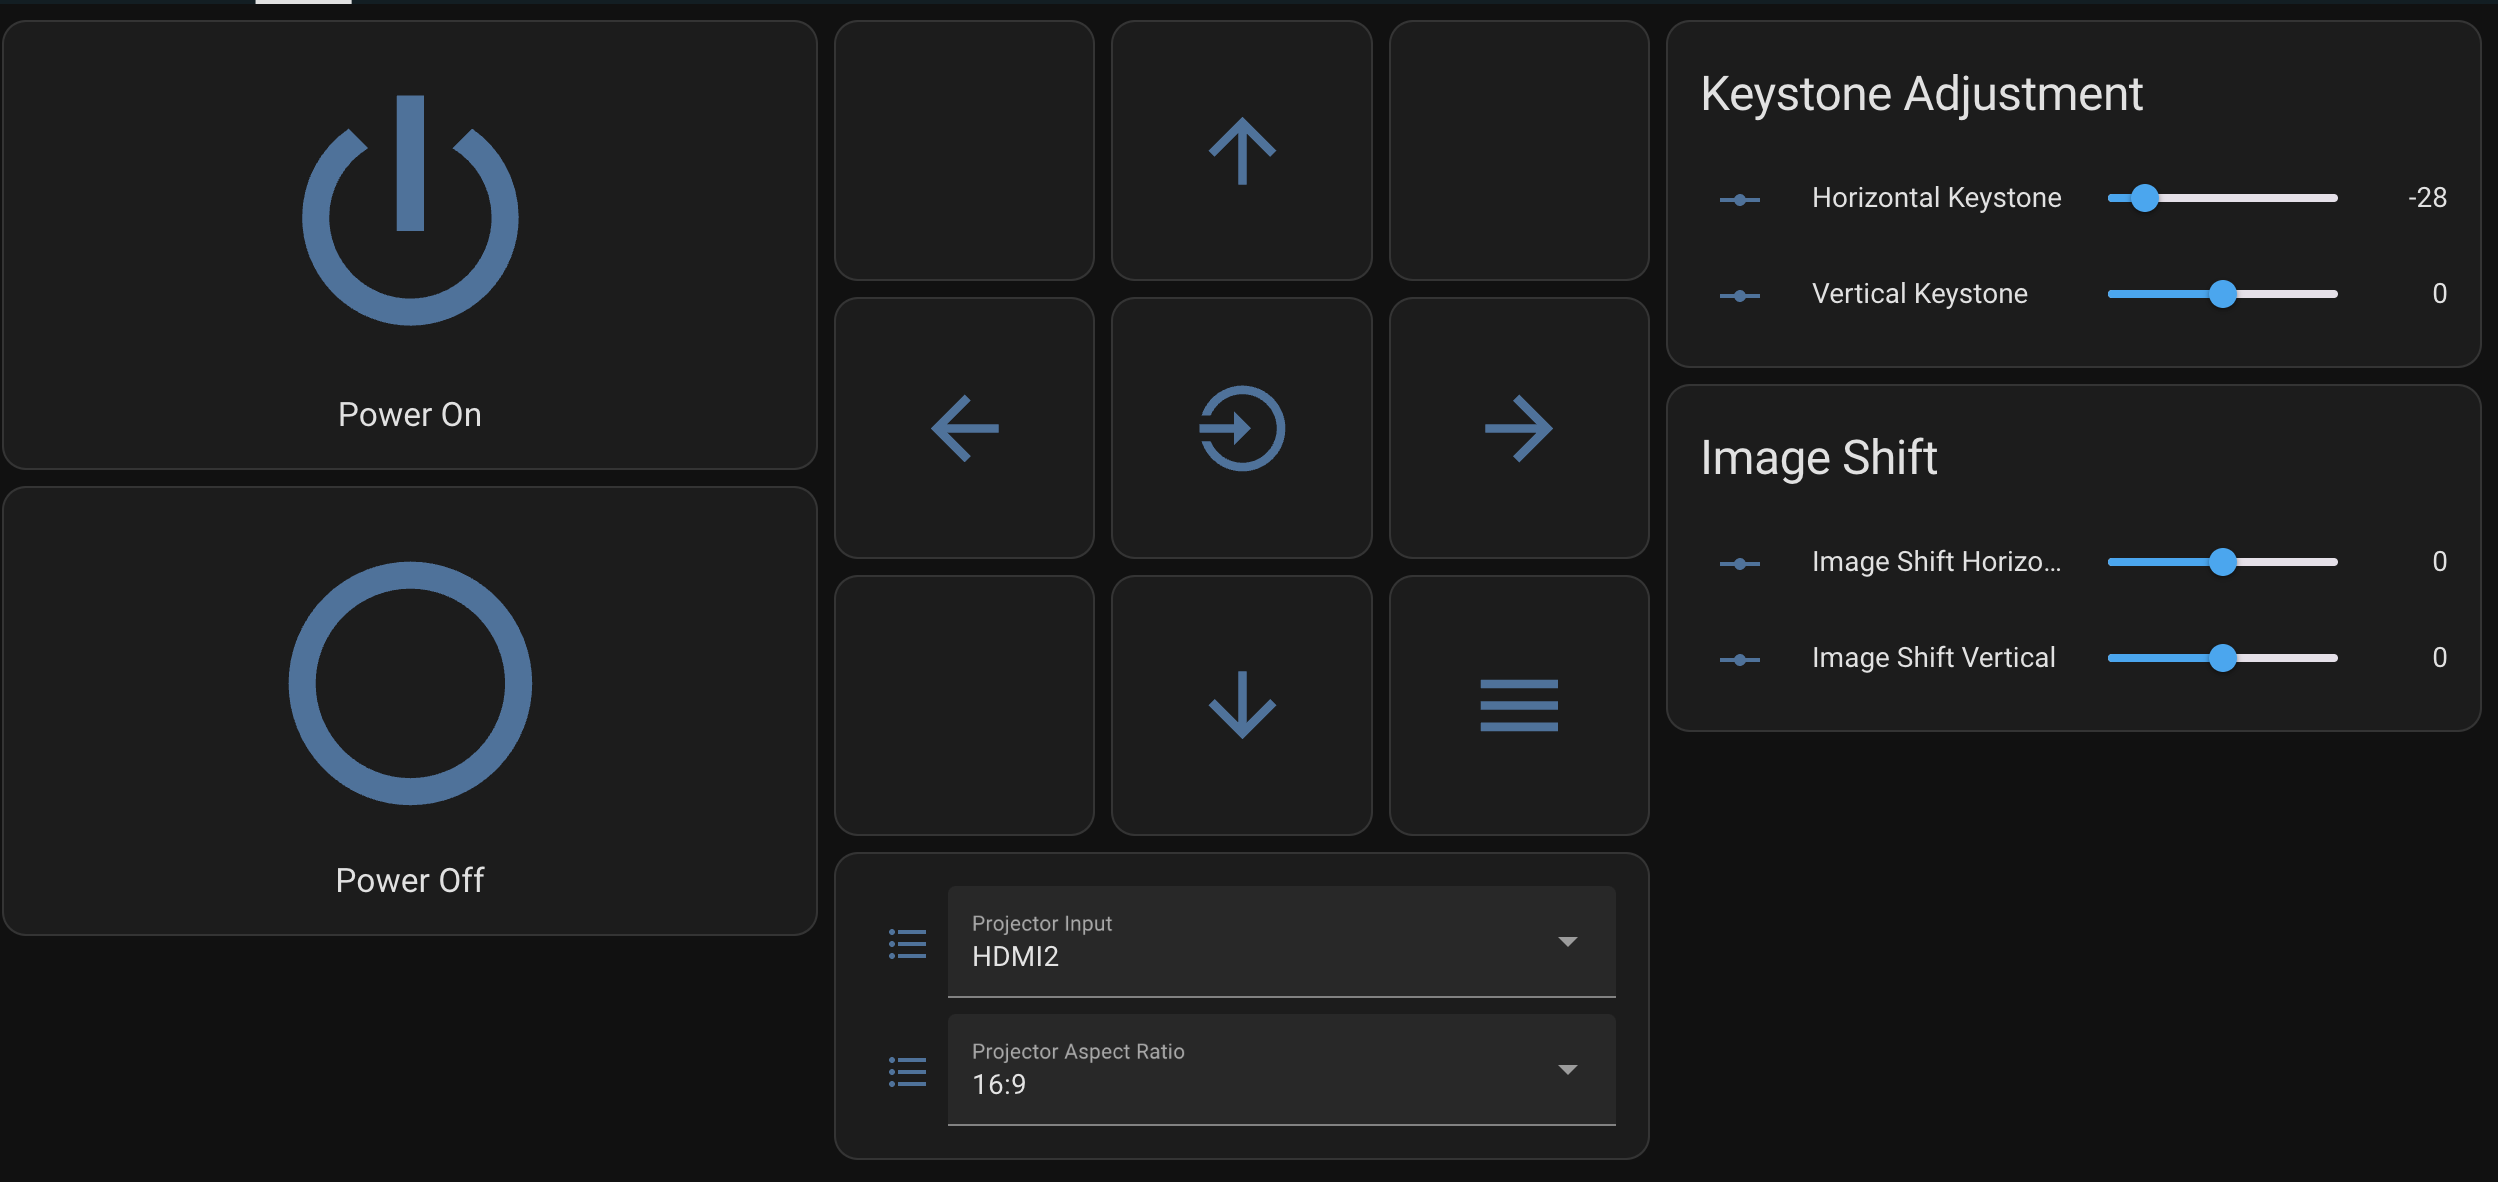 Power On
Power Off
Projector Input
HDMI2
Projector Aspect Ratio
16:9
Keystone Adjustment
Horizontal Keystone -28
Vertical Keystone 0
Image Shift
Image Shift Horizo... 0
Image Shift Vertical 0